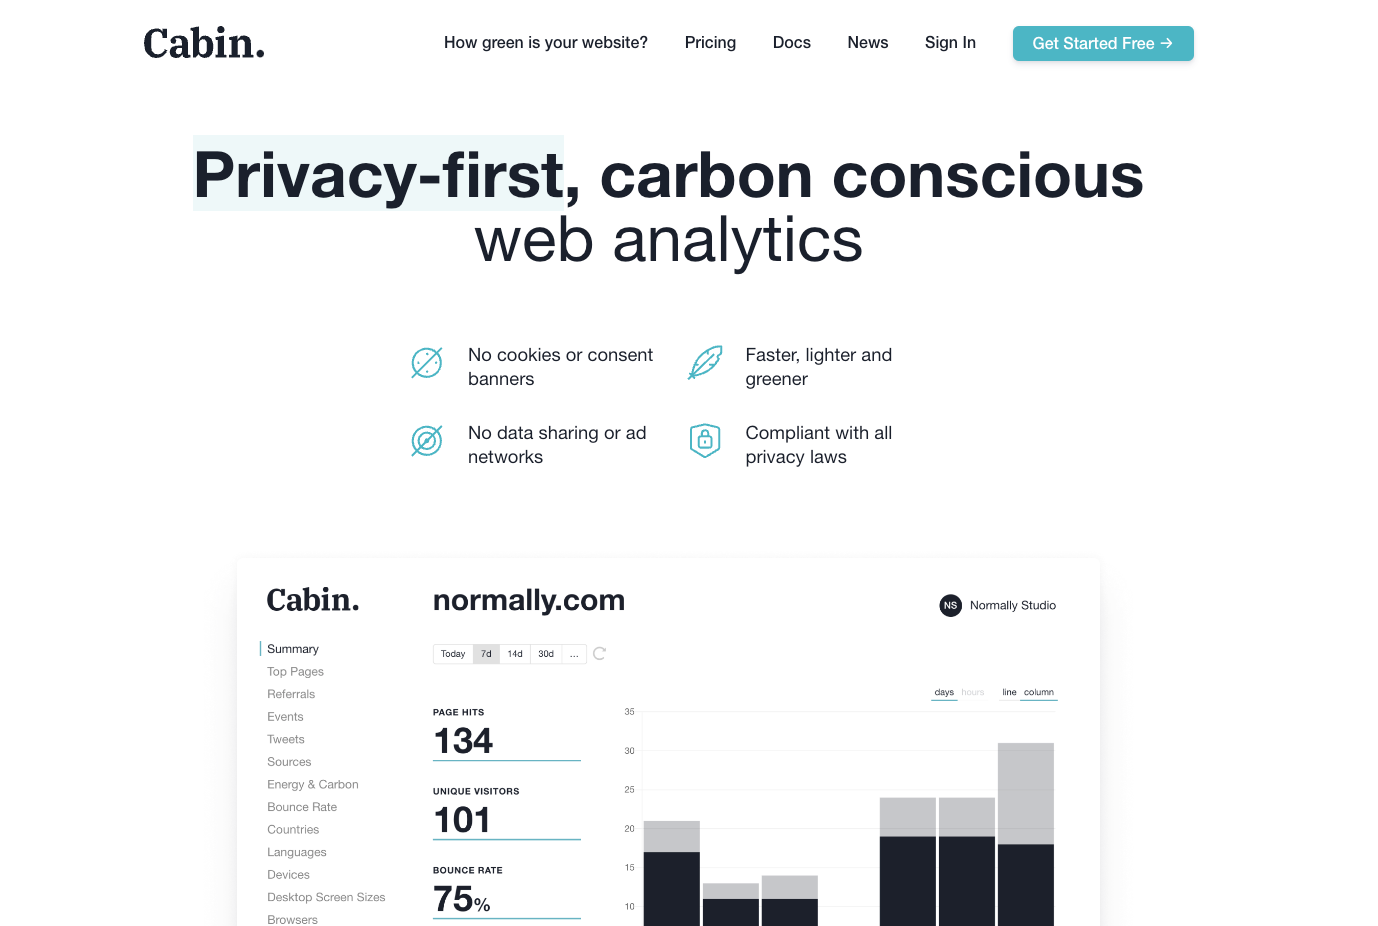 Cabin.
How green is your website? Pricing Docs News Sign In Get Started Free →
Privacy-first, carbon conscious
web analytics
No cookies or consent
banners
Faster, lighter and
greener
No data sharing or ad
networks
Compliant with all
privacy laws
Cabin.
Summary
Top Pages
Referrals
Events
Tweets
Sources
Energy & Carbon
Bounce Rate
Countries
Languages
Devices
Desktop Screen Sizes
Browsers
normally.com
NS Normally Studio
Today 7d 14d 30d ...
days hours line column
PAGE HITS
134
UNIQUE VISITORS
101
BOUNCE RATE
75%
35
30
25
20
15
10